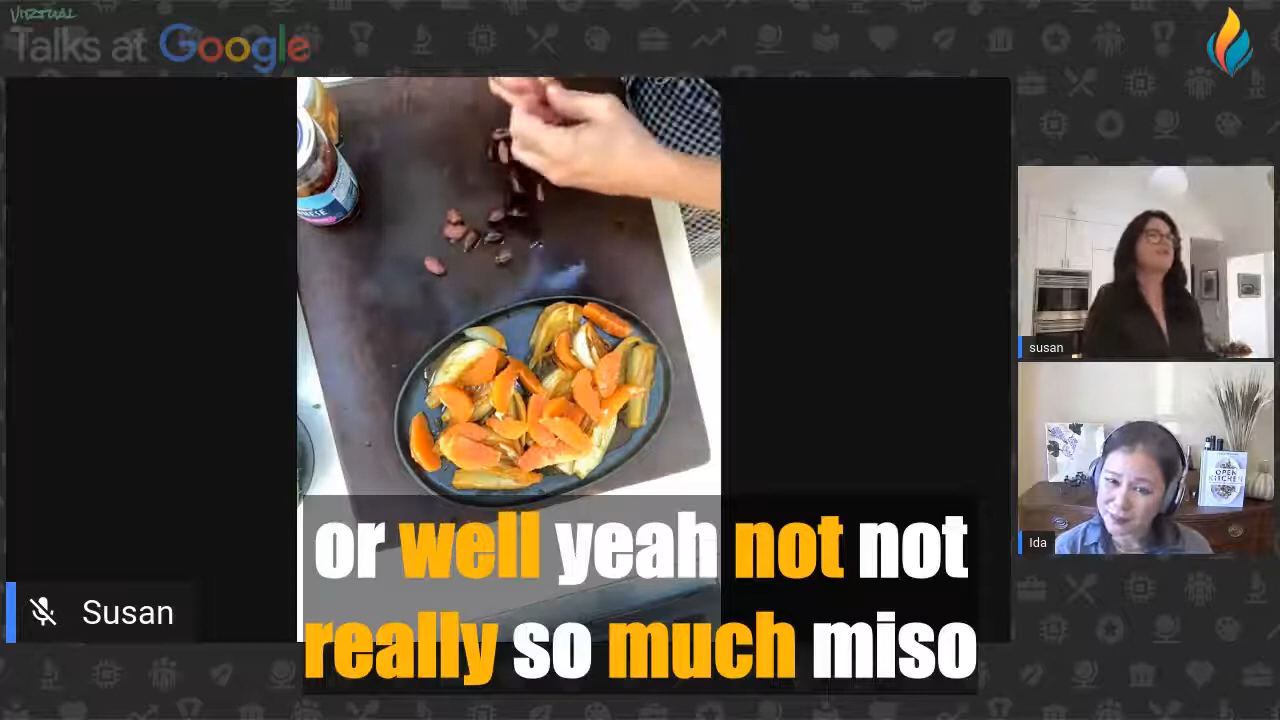 VIRTUAL
Talks at Google
susan
OPEN
KITCHEN
Ida
Susan
or well yeah not not
really so much miso